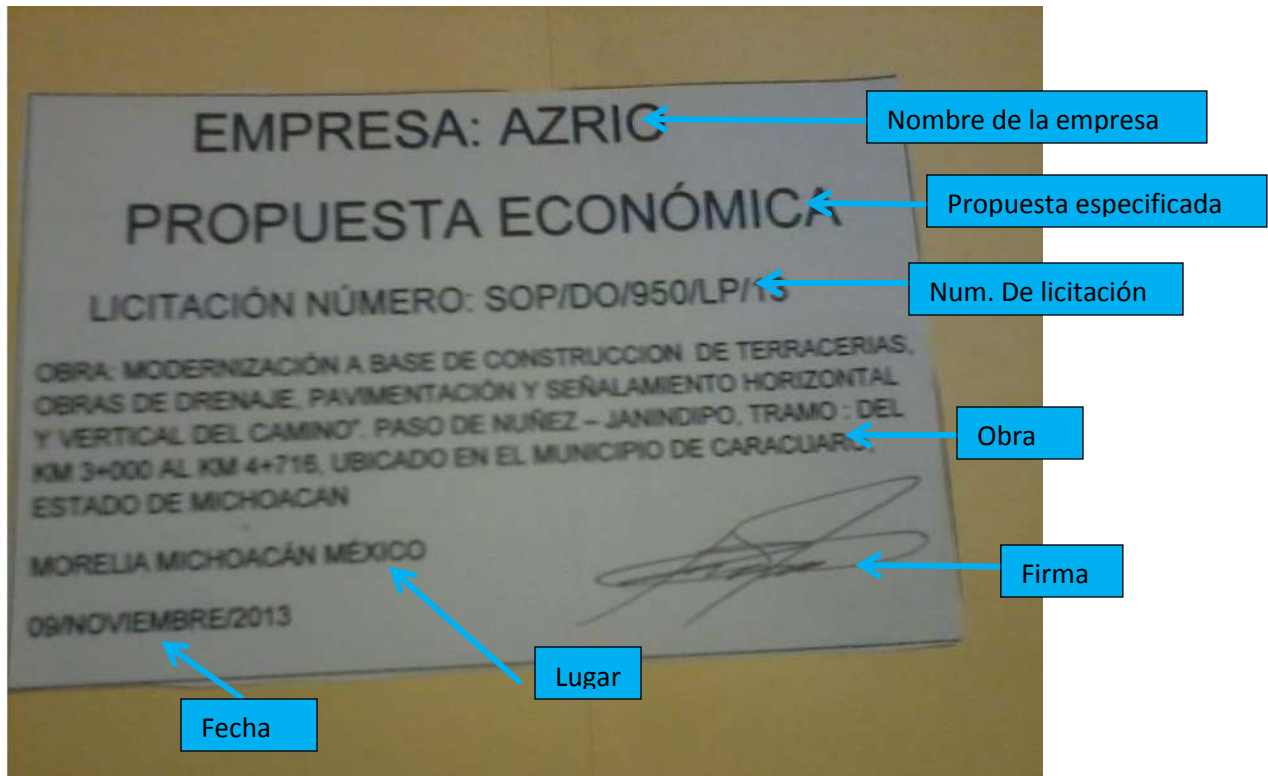 EMPRESA: AZRIC
Nombre de la empresa
PROPUESTA ECONÓMICA
Propuesta especificada
LICITACIÓN NÚMERO: SOP/DO/950/LP/13
Num. De licitación
OBRA: MODERNIZACIÓN A BASE DE CONSTRUCCION DE TERRACERIAS,
OBRAS DE DRENAJE, PAVIMENTACIÓN Y SEÑALAMIENTO HORIZONTAL
Y VERTICAL DEL CAMINO". PASO DE NUÑEZ – JANINDIPO, TRAMO : DEL
KM 3+000 AL KM 4+716, UBICADO EN EL MUNICIPIO DE CARACUARO,
ESTADO DE MICHOACAN
Obra
MORELIA MICHOACÁN MÉXICO
Firma
09/NOVIEMBRE/2013
Lugar
Fecha